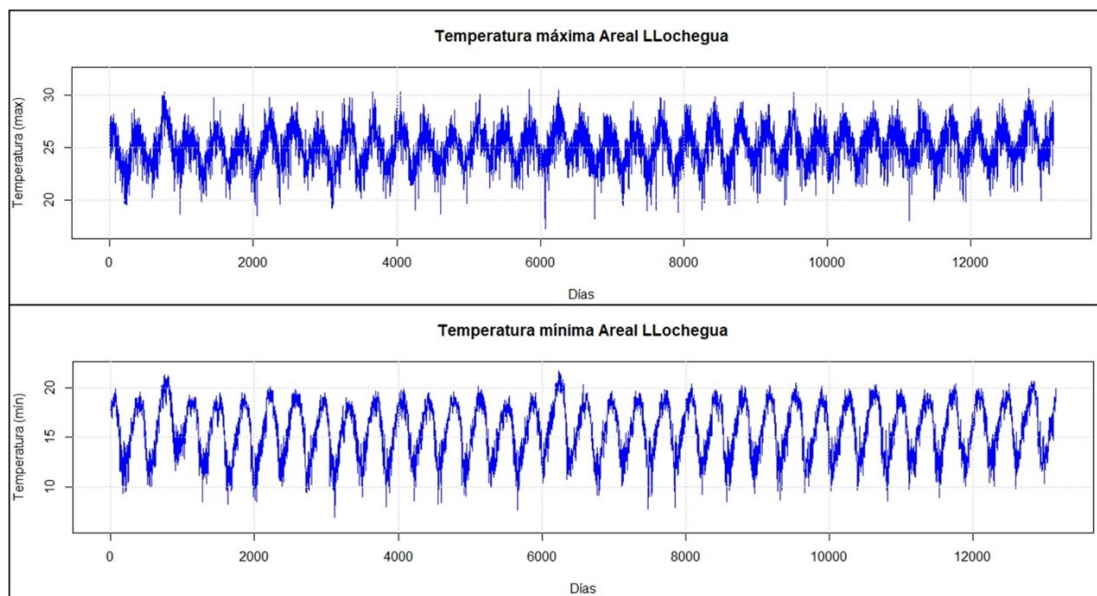 Temperatura máxima Areal LLochegua
Temperatura (max)
30
25
20
0 2000 4000 6000 8000 10000 12000
Días
Temperatura mínima Areal LLochegua
Temperatura (mín)
20
15
10
0 2000 4000 6000 8000 10000 12000
Días